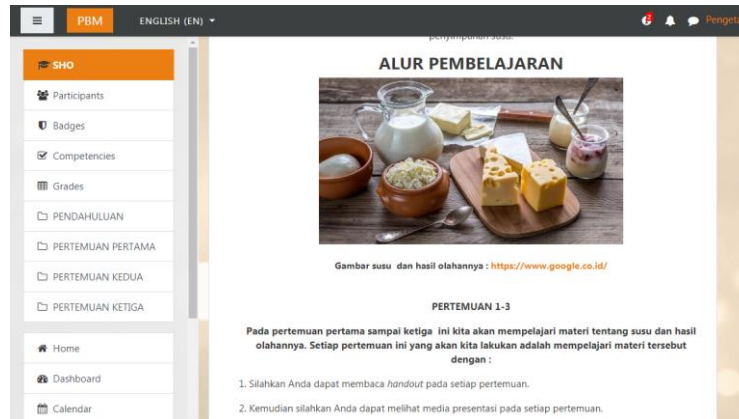 PBM
ENGLISH (EN)
SHO
Participants
Badges
Competencies
Grades
PENDAHULUAN
PERTEMUAN PERTAMA
PERTEMUAN KEDUA
PERTEMUAN KETIGA
Home
Dashboard
Calendar
penyimpanan susu.
ALUR PEMBELAJARAN
Gambar susu dan hasil olahannya : https://www.google.co.id/
PERTEMUAN 1-3
Pada pertemuan pertama sampai ketiga ini kita akan mempelajari materi tentang susu dan hasil
olahannya. Setiap pertemuan ini yang akan kita lakukan adalah mempelajari materi tersebut
dengan :
1. Silahkan Anda dapat membaca handout pada setiap pertemuan.
2. Kemudian silahkan Anda dapat melihat media presentasi pada setiap pertemuan.